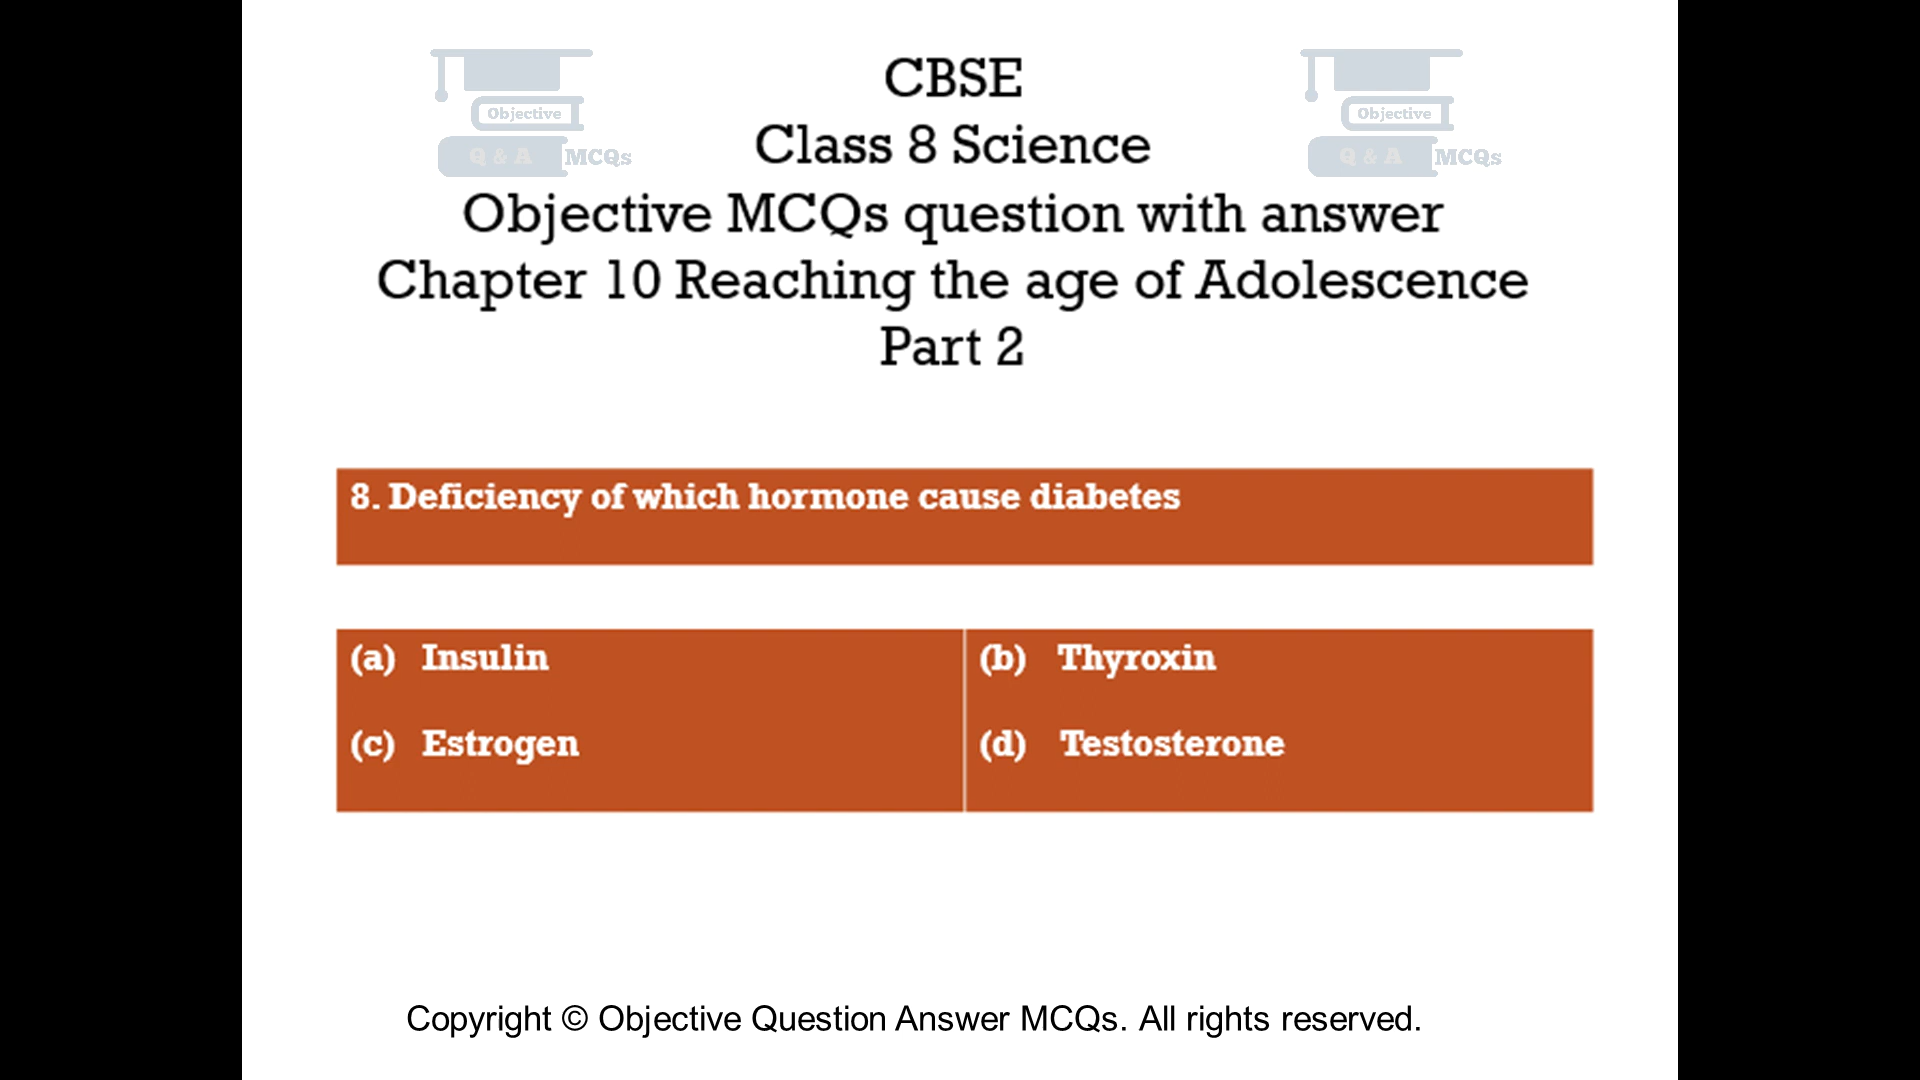 CBSE
Class 8 Science
Objective MCQs question with answer
Chapter 10 Reaching the age of Adolescence
Part 2
Objective
Q & A MCQs
Objective
Q & A MCQs
8. Deficiency of which hormone cause diabetes
(a) Insulin
(b) Thyroxin
(c) Estrogen
(d) Testosterone
Copyright © Objective Question Answer MCQs. All rights reserved.